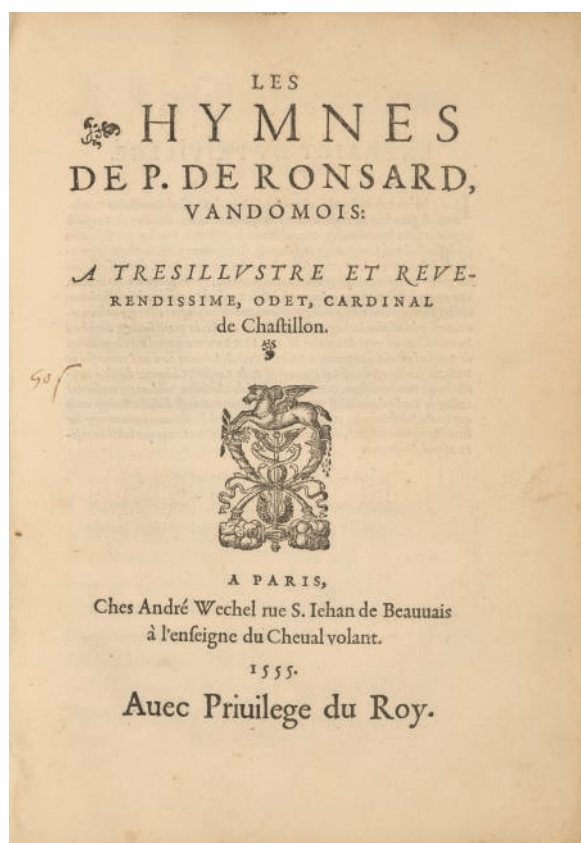 LES
HYMNES
DE P. DE RONSARD,
VANDOMOIS:
A TRESILLVSTRE ET REVE-
RENDISSIME, ODET, CARDINAL
de Chaſtillon.
A PARIS,
Ches André Wechel rue S. Iehan de Beauuais
à l'enſeigne du Cheual volant.
1555.
Auec Priuilege du Roy.